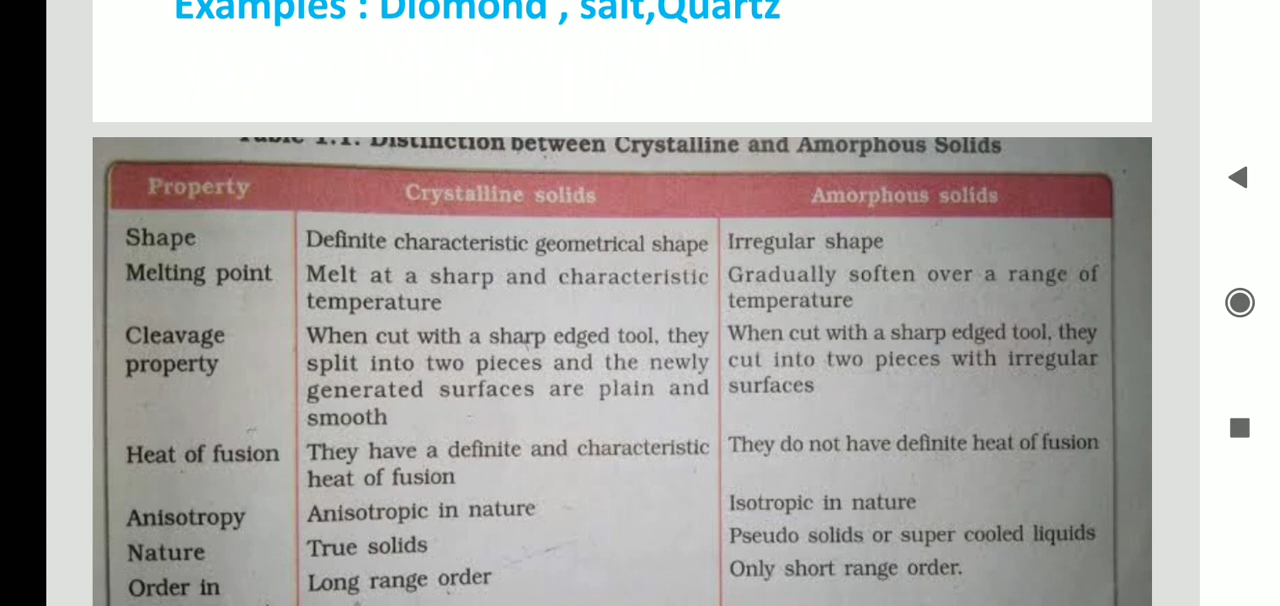 Examples : Diomond , salt,Quartz
Table 1.1: Distinction between Crystalline and Amorphous Solids
Property Crystalline solids Amorphous solids
Shape Definite characteristic geometrical shape Irregular shape
Melting point Melt at a sharp and characteristic Gradually soften over a range of
temperature temperature
Cleavage When cut with a sharp edged tool, they When cut with a sharp edged tool, they
property split into two pieces and the newly cut into two pieces with irregular
generated surfaces are plain and surfaces
smooth
Heat of fusion They have a definite and characteristic They do not have definite heat of fusion
heat of fusion
Anisotropy Anisotropic in nature Isotropic in nature
Nature True solids Pseudo solids or super cooled liquids
Order in Long range order Only short range order.